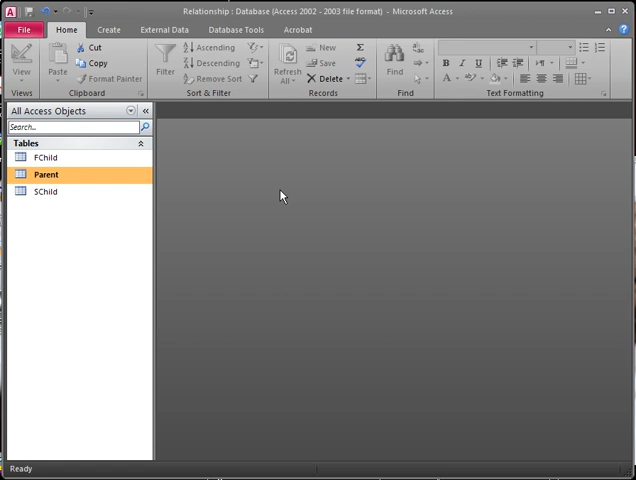 Relationship : Database (Access 2002 - 2003 file format) - Microsoft Access
File Home Create External Data Database Tools Acrobat
View
Views
Paste
Cut
Copy
Format Painter
Clipboard
Filter
Ascending
Descending
Remove Sort
Sort & Filter
Refresh
All
New
Save
Delete
Records
Find
Find
B I U
A
Text Formatting
All Access Objects
Search...
Tables
FChild
Parent
SChild
Ready